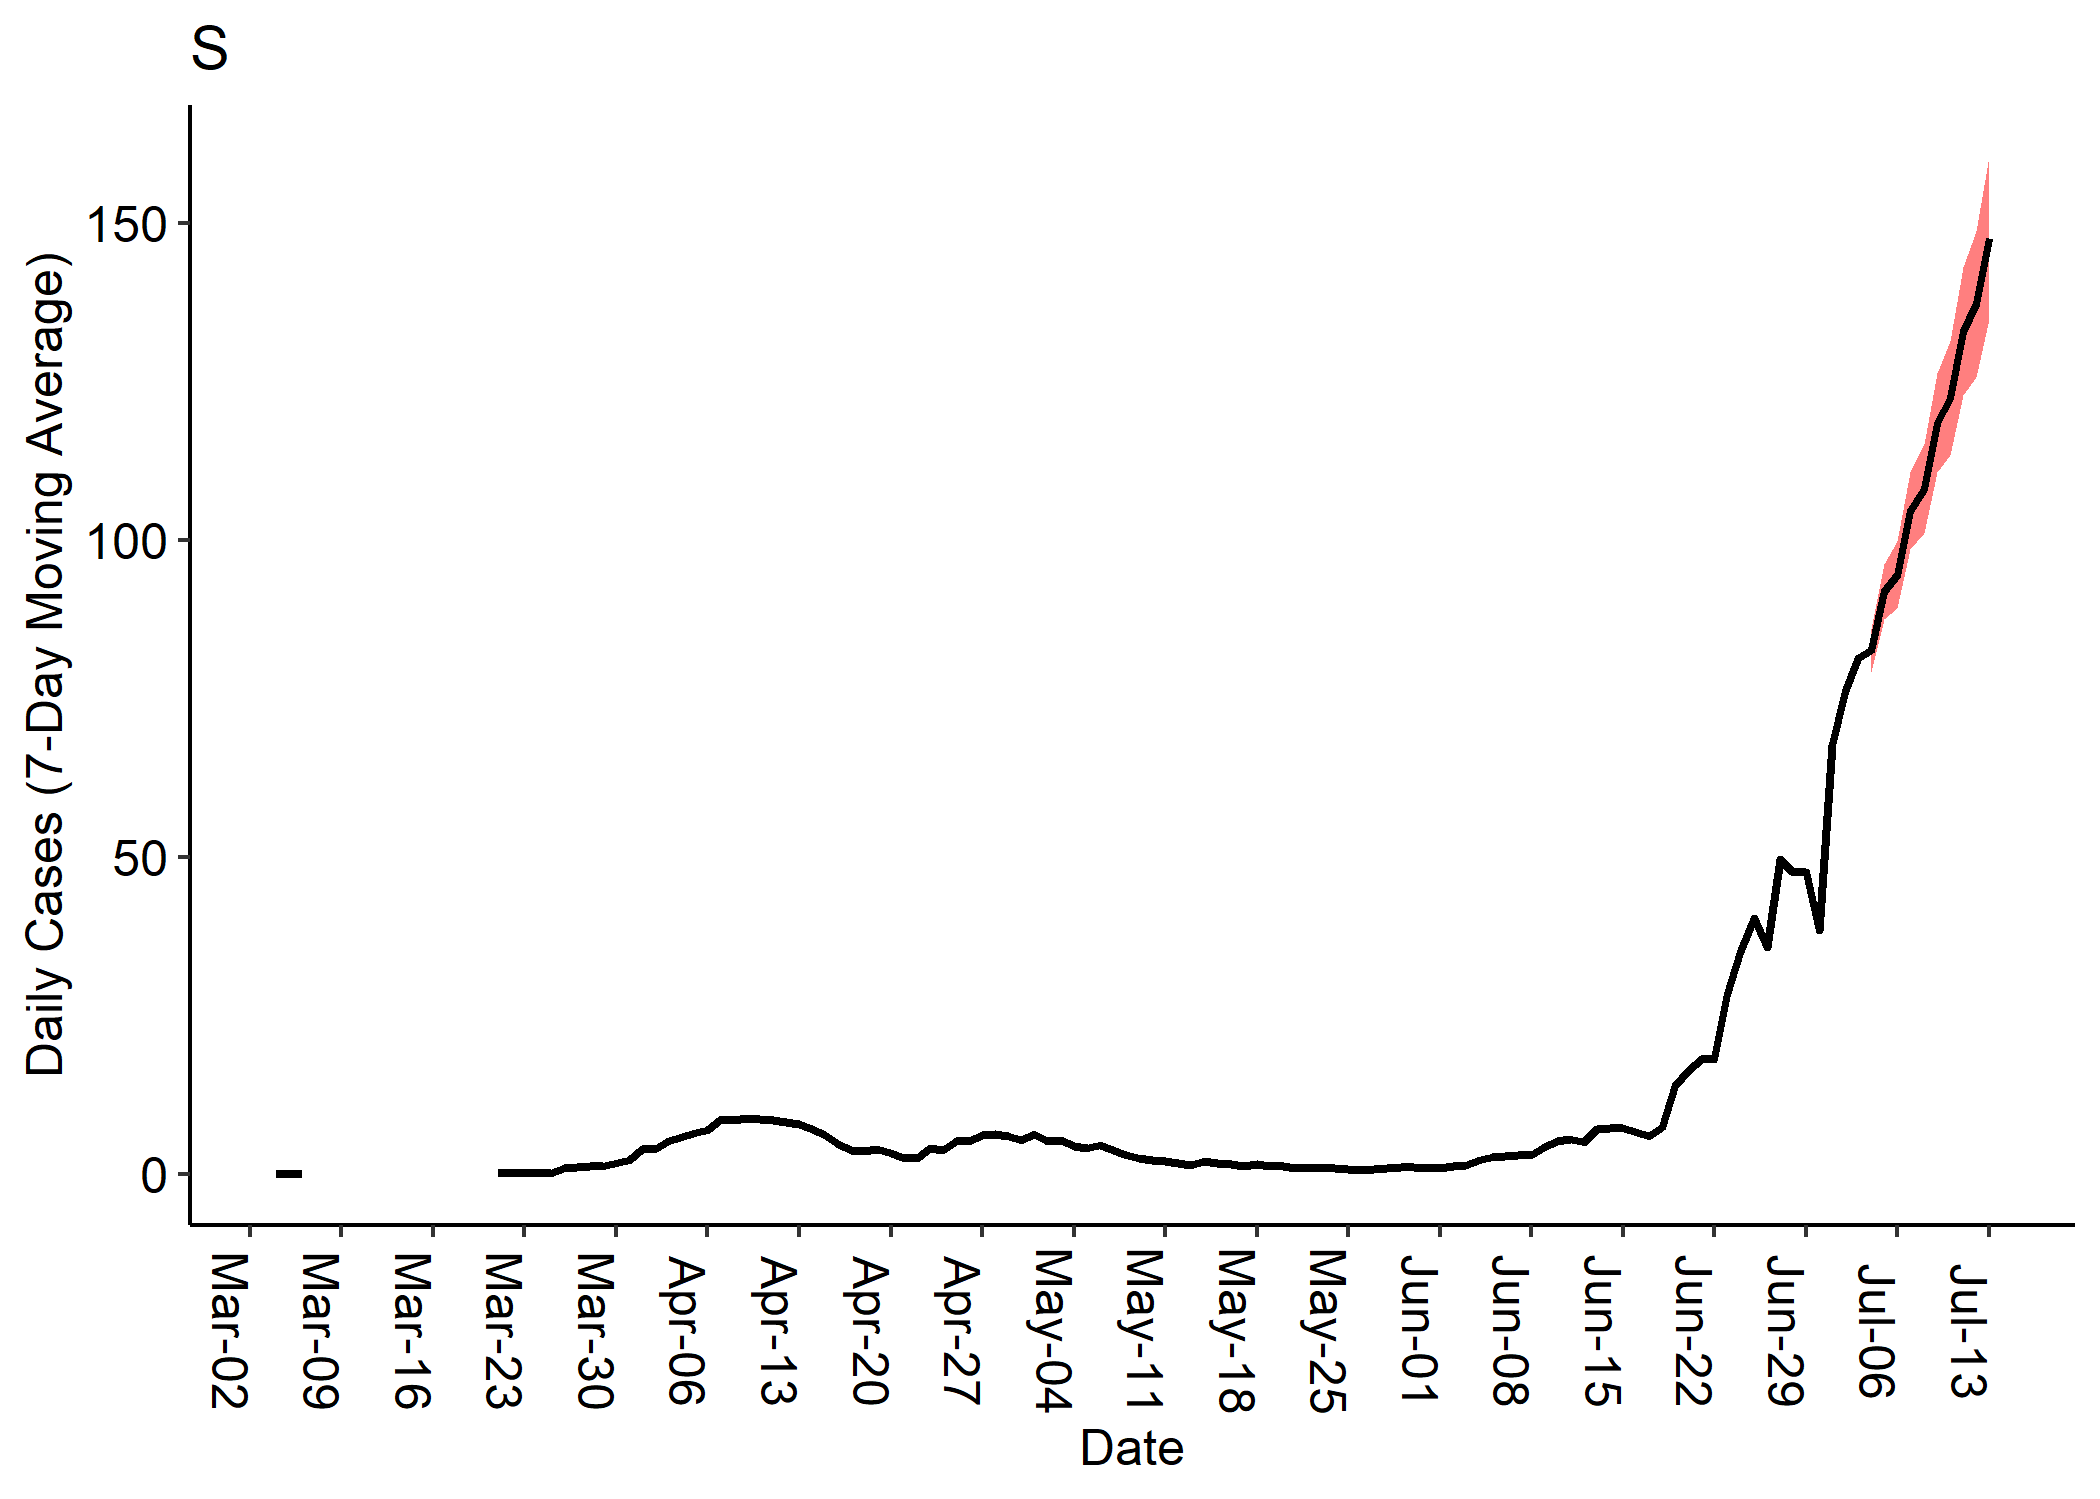 S
Daily Cases (7-Day Moving Average)
150
100
50
0
Mar-02
Mar-09
Mar-16
Mar-23
Mar-30
Apr-06
Apr-13
Apr-20
Apr-27
May-04
May-11
May-18
May-25
Jun-01
Jun-08
Jun-15
Jun-22
Jun-29
Jul-06
Jul-13
Date